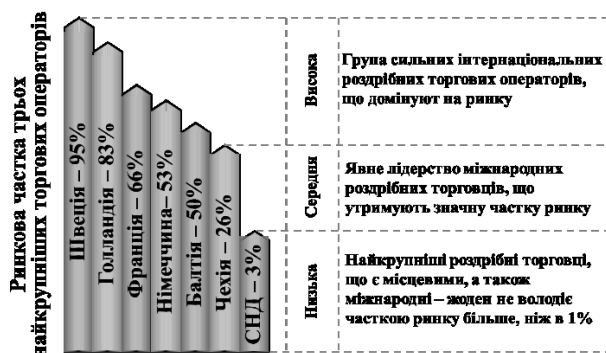 Ринкова частка трьох
найкрупніших торгових операторів
Швеція – 95%
Голландія – 83%
Франція – 66%
Німеччина– 53%
Балтія – 50%
Чехія – 26%
СНД – 3%
Висока
Група сильних інтернаціональних
роздрібних торгових операторів,
що домінуют на ринку
Середня
Явне лідерство міжнародних
роздрібних торговців, що
утримують значну частку ринку
Низька
Найкрупніші роздрібні торговці,
що є місцевими, а також
міжнародні – жоден не володіє
часткою ринку більше, ніж в 1%